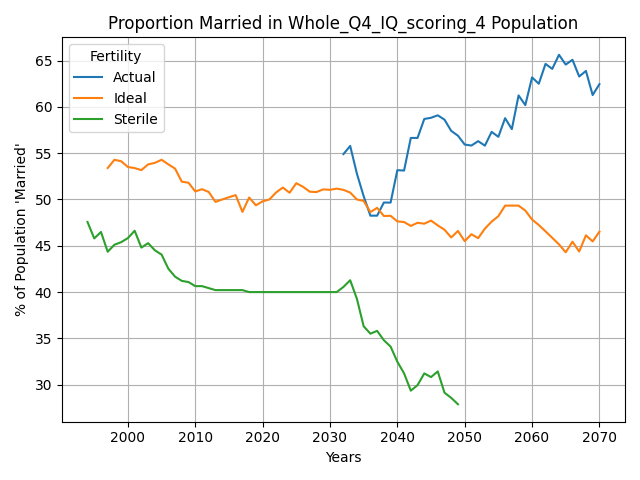 Proportion Married in Whole_Q4_IQ_scoring_4 Population
Fertility
Actual
Ideal
Sterile
% of Population 'Married'
65
60
55
50
45
40
35
30
2000
2010
2020
2030
2040
2050
2060
2070
Years